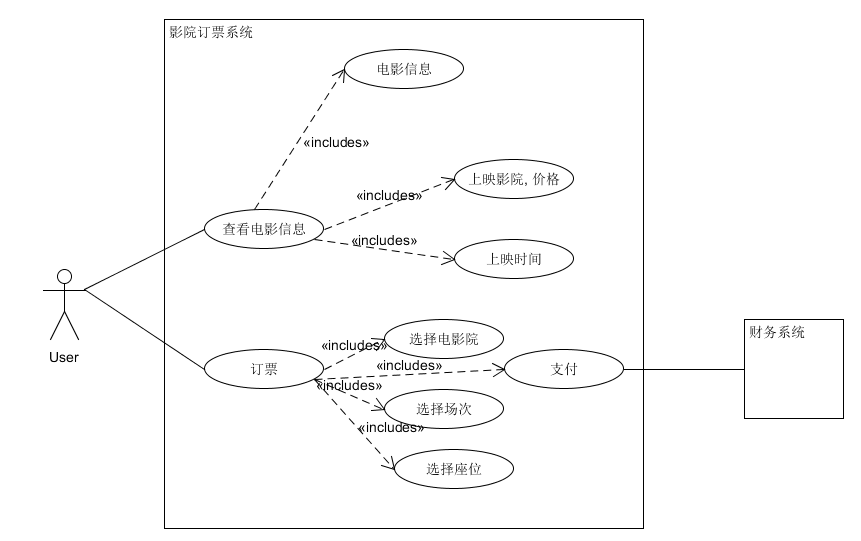 影院订票系统
电影信息
«includes»
上映影院,价格
«includes»
查看电影信息
«includes»
上映时间
User
财务系统
选择电影院
«includes»
订票
«includes»
支付
«includes»
选择场次
«includes»
选择座位